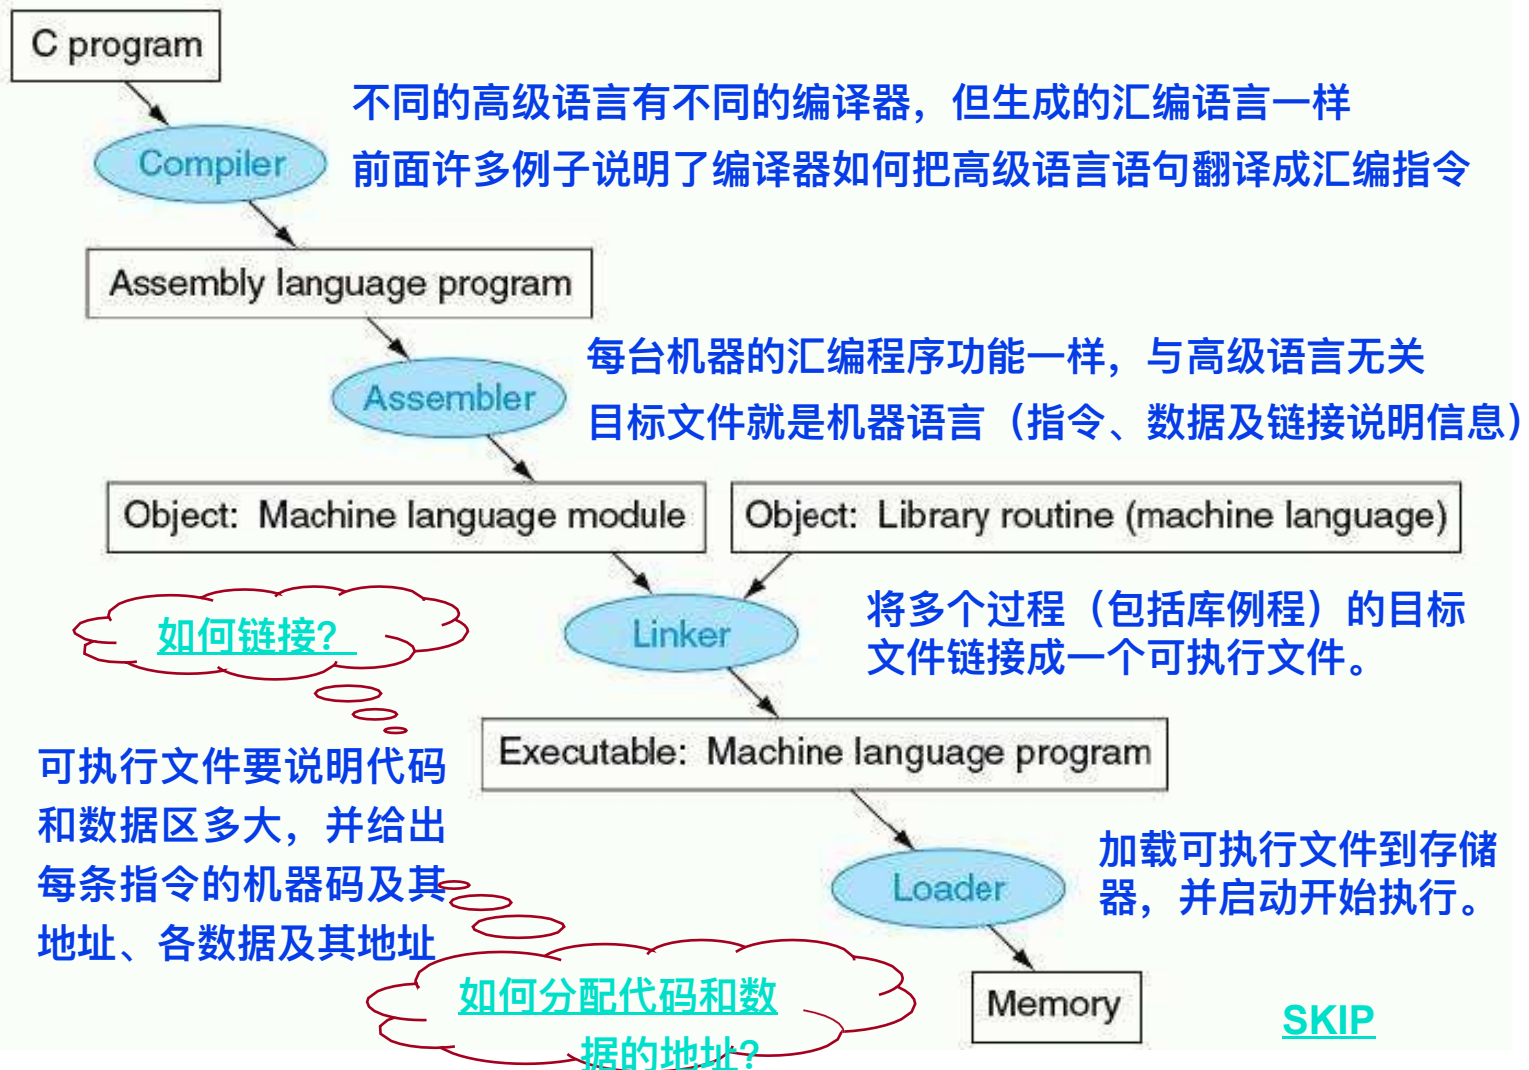 C program
不同的高级语言有不同的编译器，但生成的汇编语言一样
Compiler
前面许多例子说明了编译器如何把高级语言语句翻译成汇编指令
Assembly language program
每台机器的汇编程序功能一样，与高级语言无关
Assembler
目标文件就是机器语言（指令、数据及链接说明信息）
Object: Machine language module
Object: Library routine (machine language)
如何链接?
Linker
将多个过程（包括库例程）的目标
文件链接成一个可执行文件。
Executable: Machine language program
可执行文件要说明代码
和数据区多大，并给出
每条指令的机器码及其
地址、各数据及其地址
Loader
加载可执行文件到存储
器，并启动开始执行。
如何分配代码和数
据的地址?
Memory
SKIP